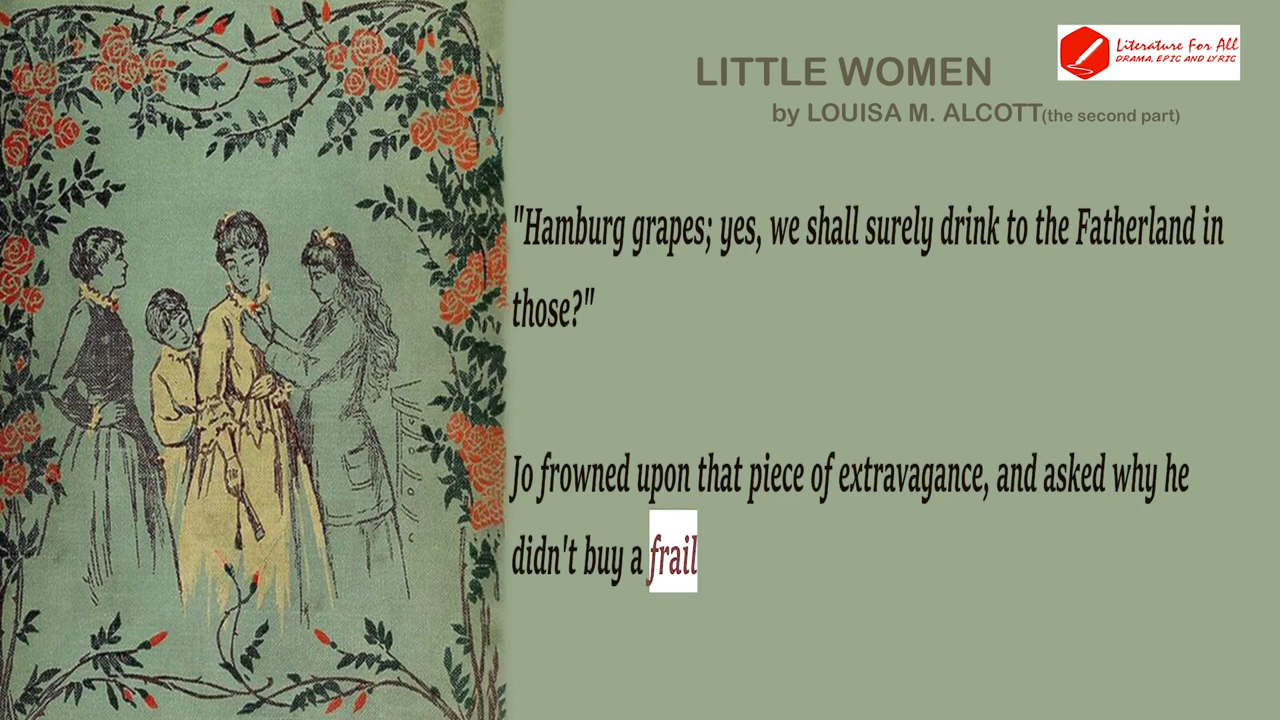 LITTLE WOMEN
by LOUISA M. ALCOTT(the second part)
Literature For All
DRAMA, EPIC AND LYRIC
"Hamburg grapes; yes, we shall surely drink to the Fatherland in
those?"
Jo frowned upon that piece of extravagance, and asked why he
didn't buy a frail